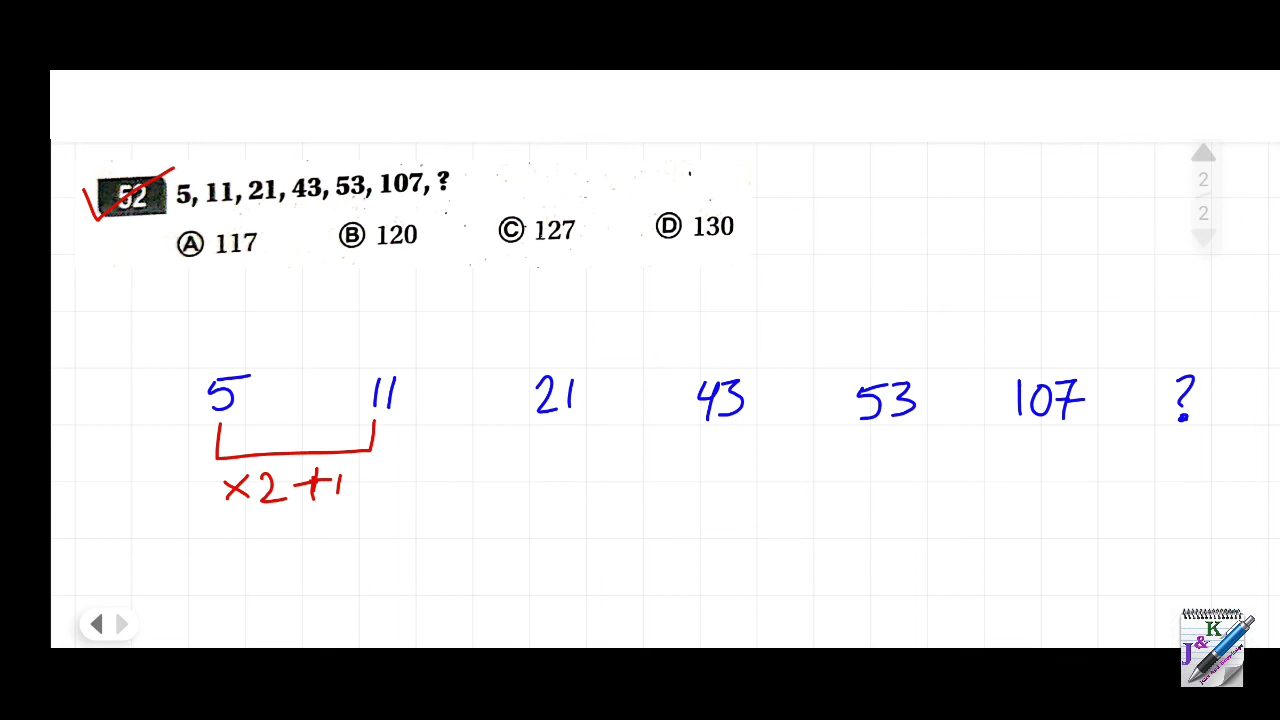 52 5, 11, 21, 43, 53, 107, ?
A 117 B 120 C 127 D 130
2
2
5 11 21 43 53 107 ?
×2 +1
J & K